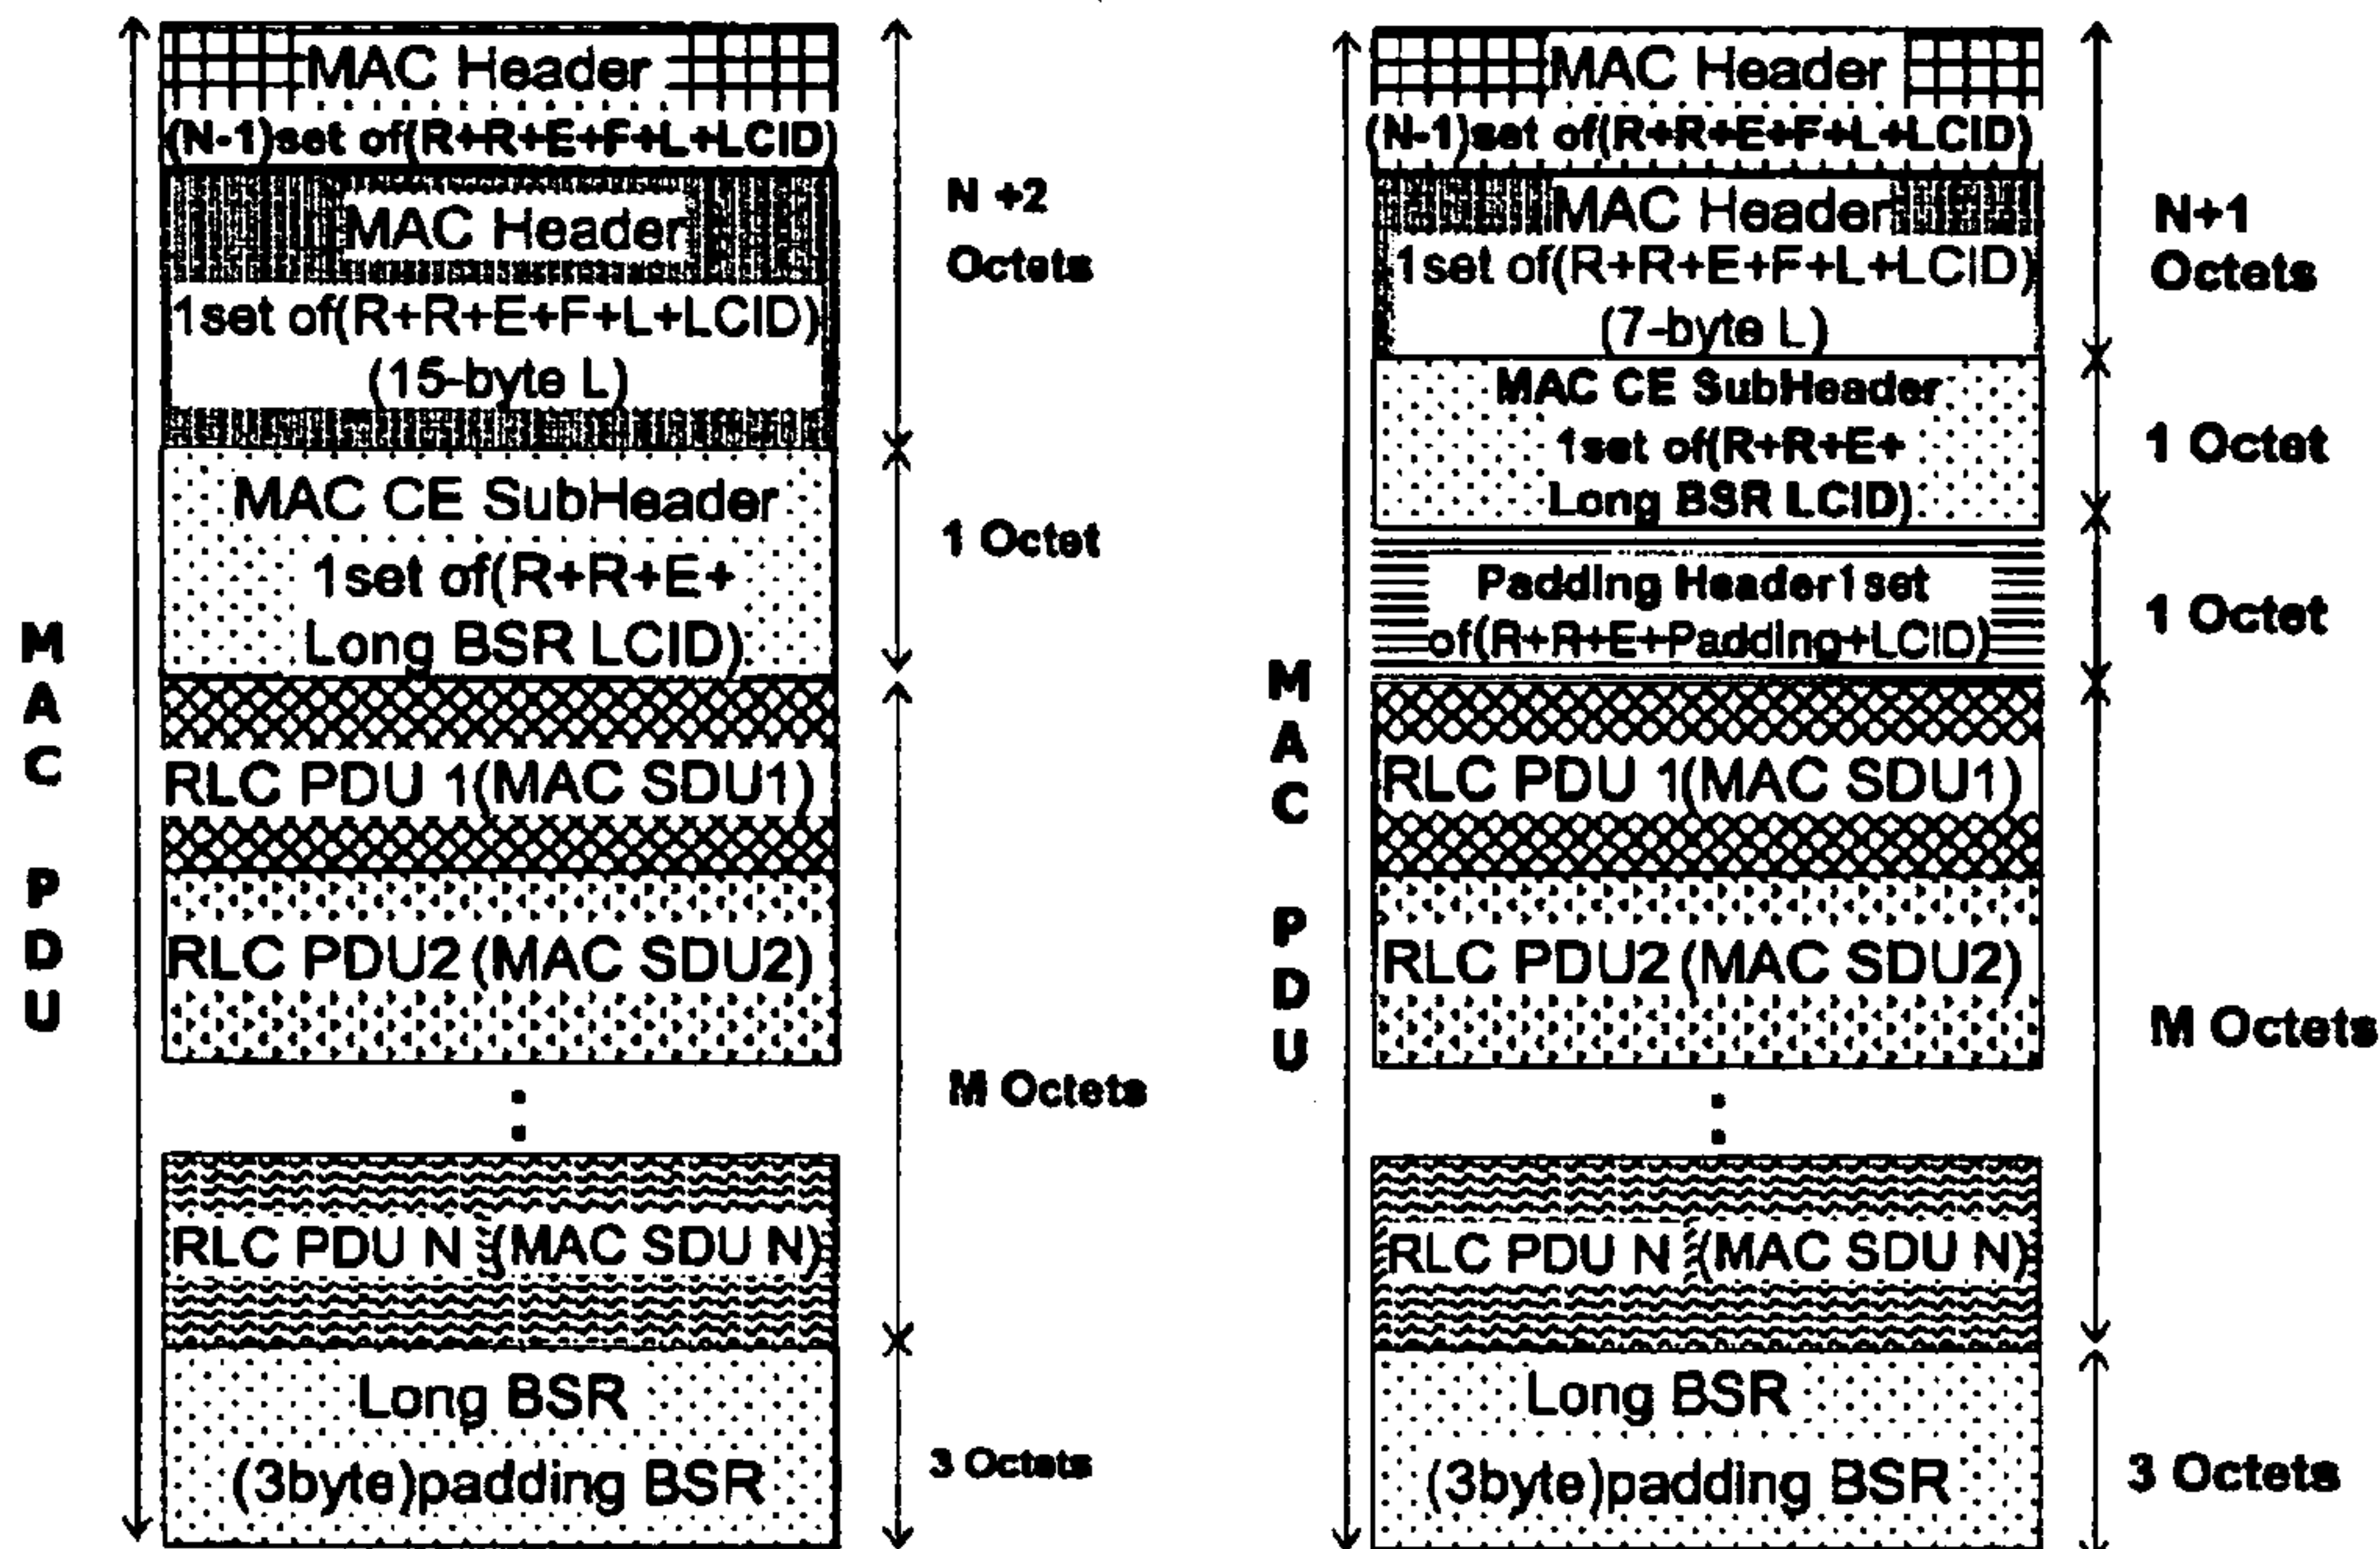 MAC Header
(N-1)set of(R+R+E+F+L+LCID)
MAC Header
1set of(R+R+E+F+L+LCID)
(15-byte L)
MAC CE SubHeader
1set of(R+R+E+
Long BSR LCID)
RLC PDU 1(MAC SDU1)
RLC PDU2(MAC SDU2)
:
RLC PDU N (MAC SDU N)
Long BSR
(3byte)padding BSR
MAC PDU
N +2
Octets
1 Octet
M Octets
3 Octets
MAC Header
(N-1)set of(R+R+E+F+L+LCID)
MAC Header
1set of(R+R+E+F+L+LCID)
(7-byte L)
MAC CE SubHeader
1set of(R+R+E+
Long BSR LCID)
Padding Header1set
of(R+R+E+Padding+LCID)
RLC PDU 1(MAC SDU1)
RLC PDU2(MAC SDU2)
:
RLC PDU N (MAC SDU N)
Long BSR
(3byte)padding BSR
MAC PDU
N+1
Octets
1 Octet
1 Octet
M Octets
3 Octets